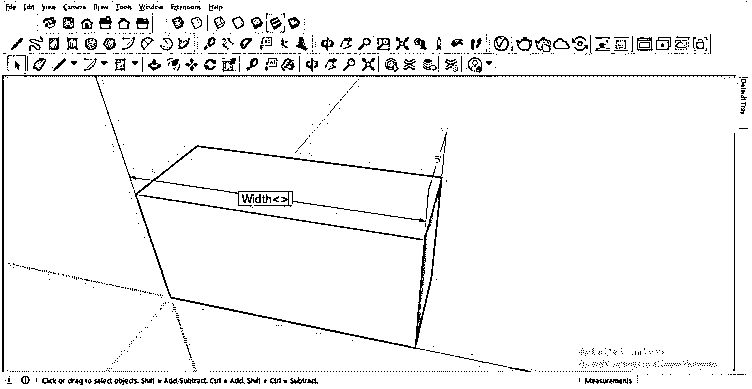 File Edit View Camera Draw Tools Window Extensions Help
Default Tray
Width<>
Click or drag to select objects. Shift = Add/Subtract. Ctrl = Add. Shift + Ctrl = Subtract.
Measurements